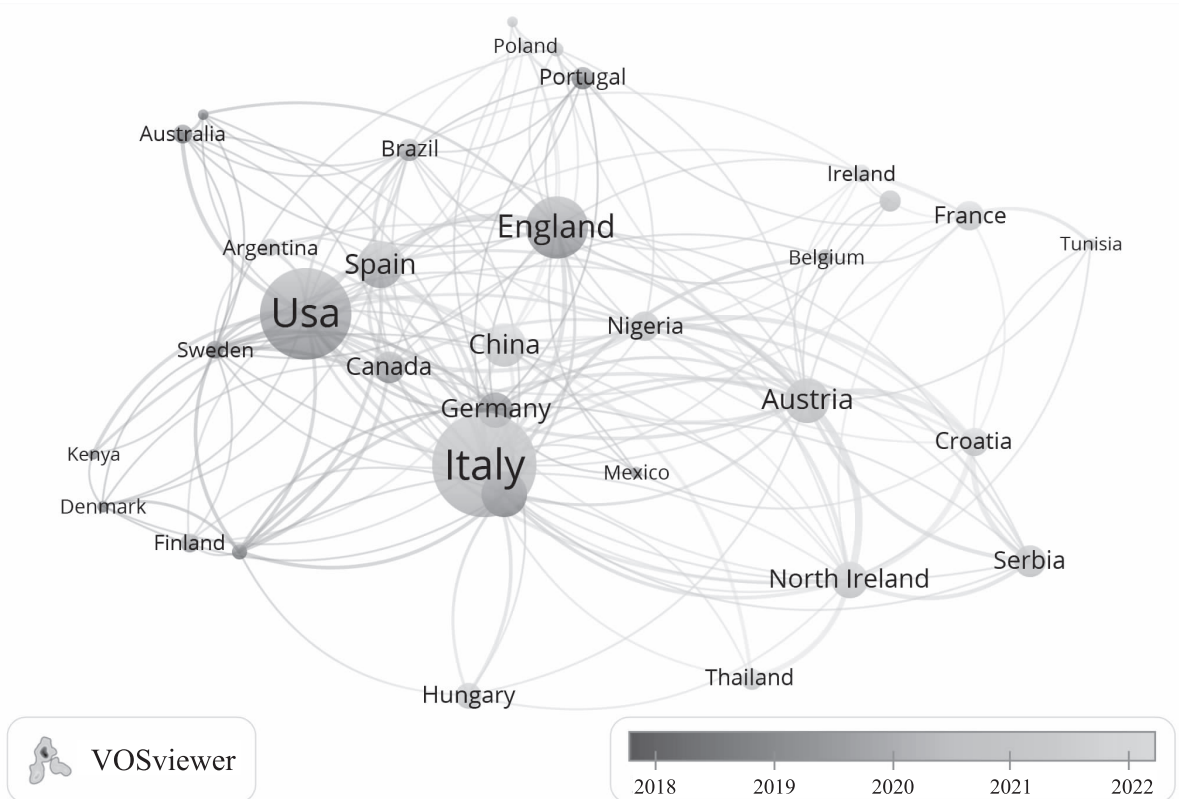 Poland
Portugal
Australia
Brazil
Ireland
France
England
Tunisia
Argentina
Belgium
Spain
Usa
Nigeria
China
Sweden
Canada
Austria
Germany
Croatia
Italy
Kenya
Mexico
Denmark
Finland
Serbia
North Ireland
Thailand
Hungary
VOSviewer
2018 2019 2020 2021 2022